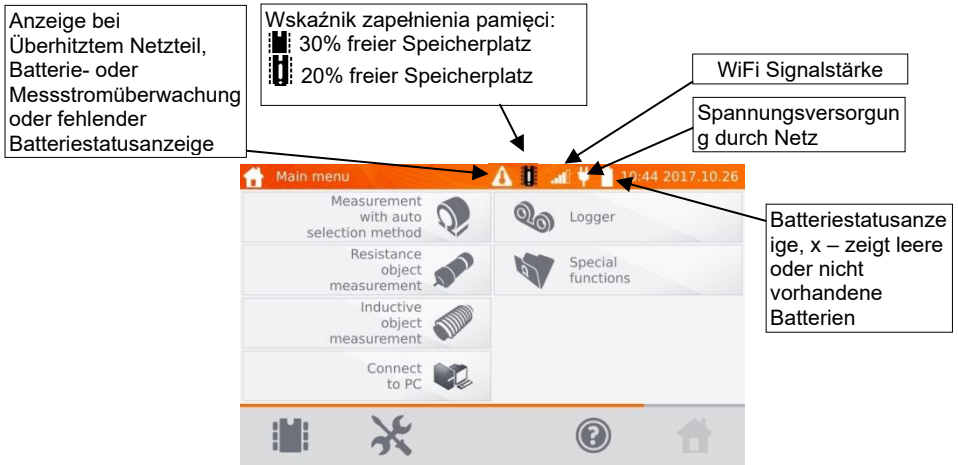 Anzeige bei
Überhitztem Netzteil,
Batterie- oder
Messstromüberwachung
oder fehlender
Batteriestatusanzeige
Wskaźnik zapełnienia pamięci:
30% freier Speicherplatz
20% freier Speicherplatz
WiFi Signalstärke
Spannungsversorgun
g durch Netz
Main menu
10:44 2017.10.26
Measurement
with auto
selection method
Logger
Resistance
object
measurement
Special
functions
Inductive
object
measurement
Connect
to PC
Batteriestatusanze
ige, x – zeigt leere
oder nicht
vorhandene
Batterien